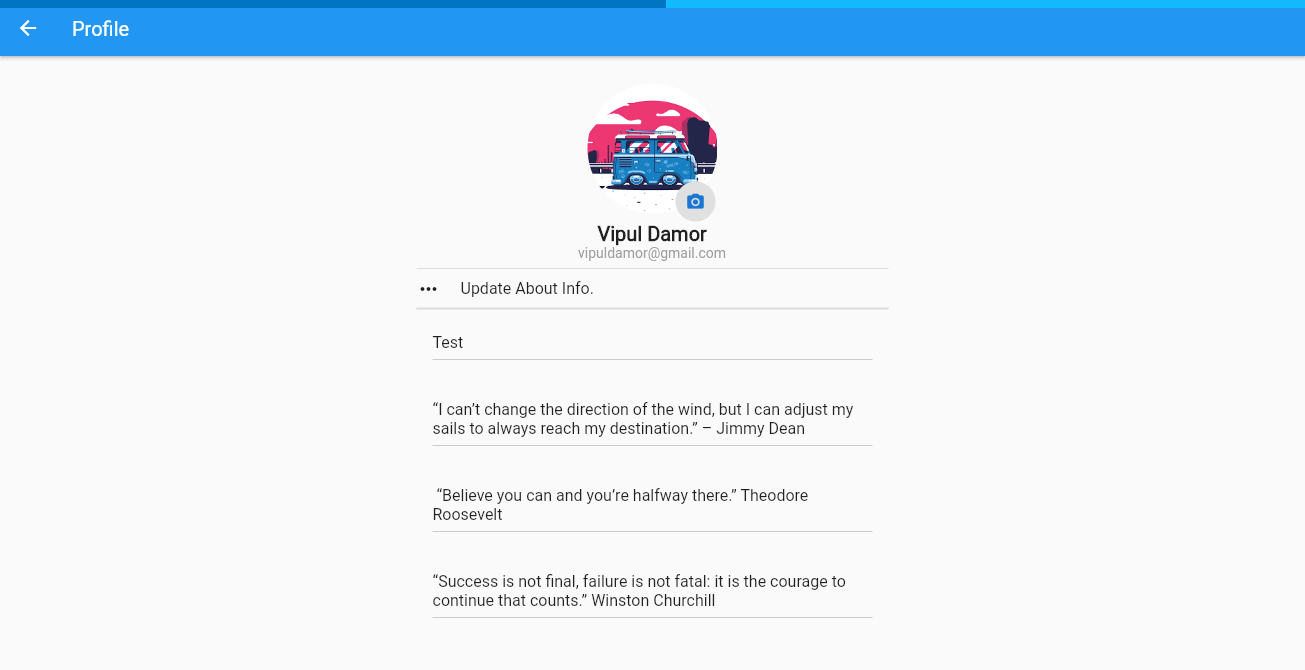 Profile
Vipul Damor
vipuldamor@gmail.com
Update About Info.
Test
“I can’t change the direction of the wind, but I can adjust my
sails to always reach my destination.” – Jimmy Dean
“Believe you can and you’re halfway there.” Theodore
Roosevelt
“Success is not final, failure is not fatal: it is the courage to
continue that counts.” Winston Churchill